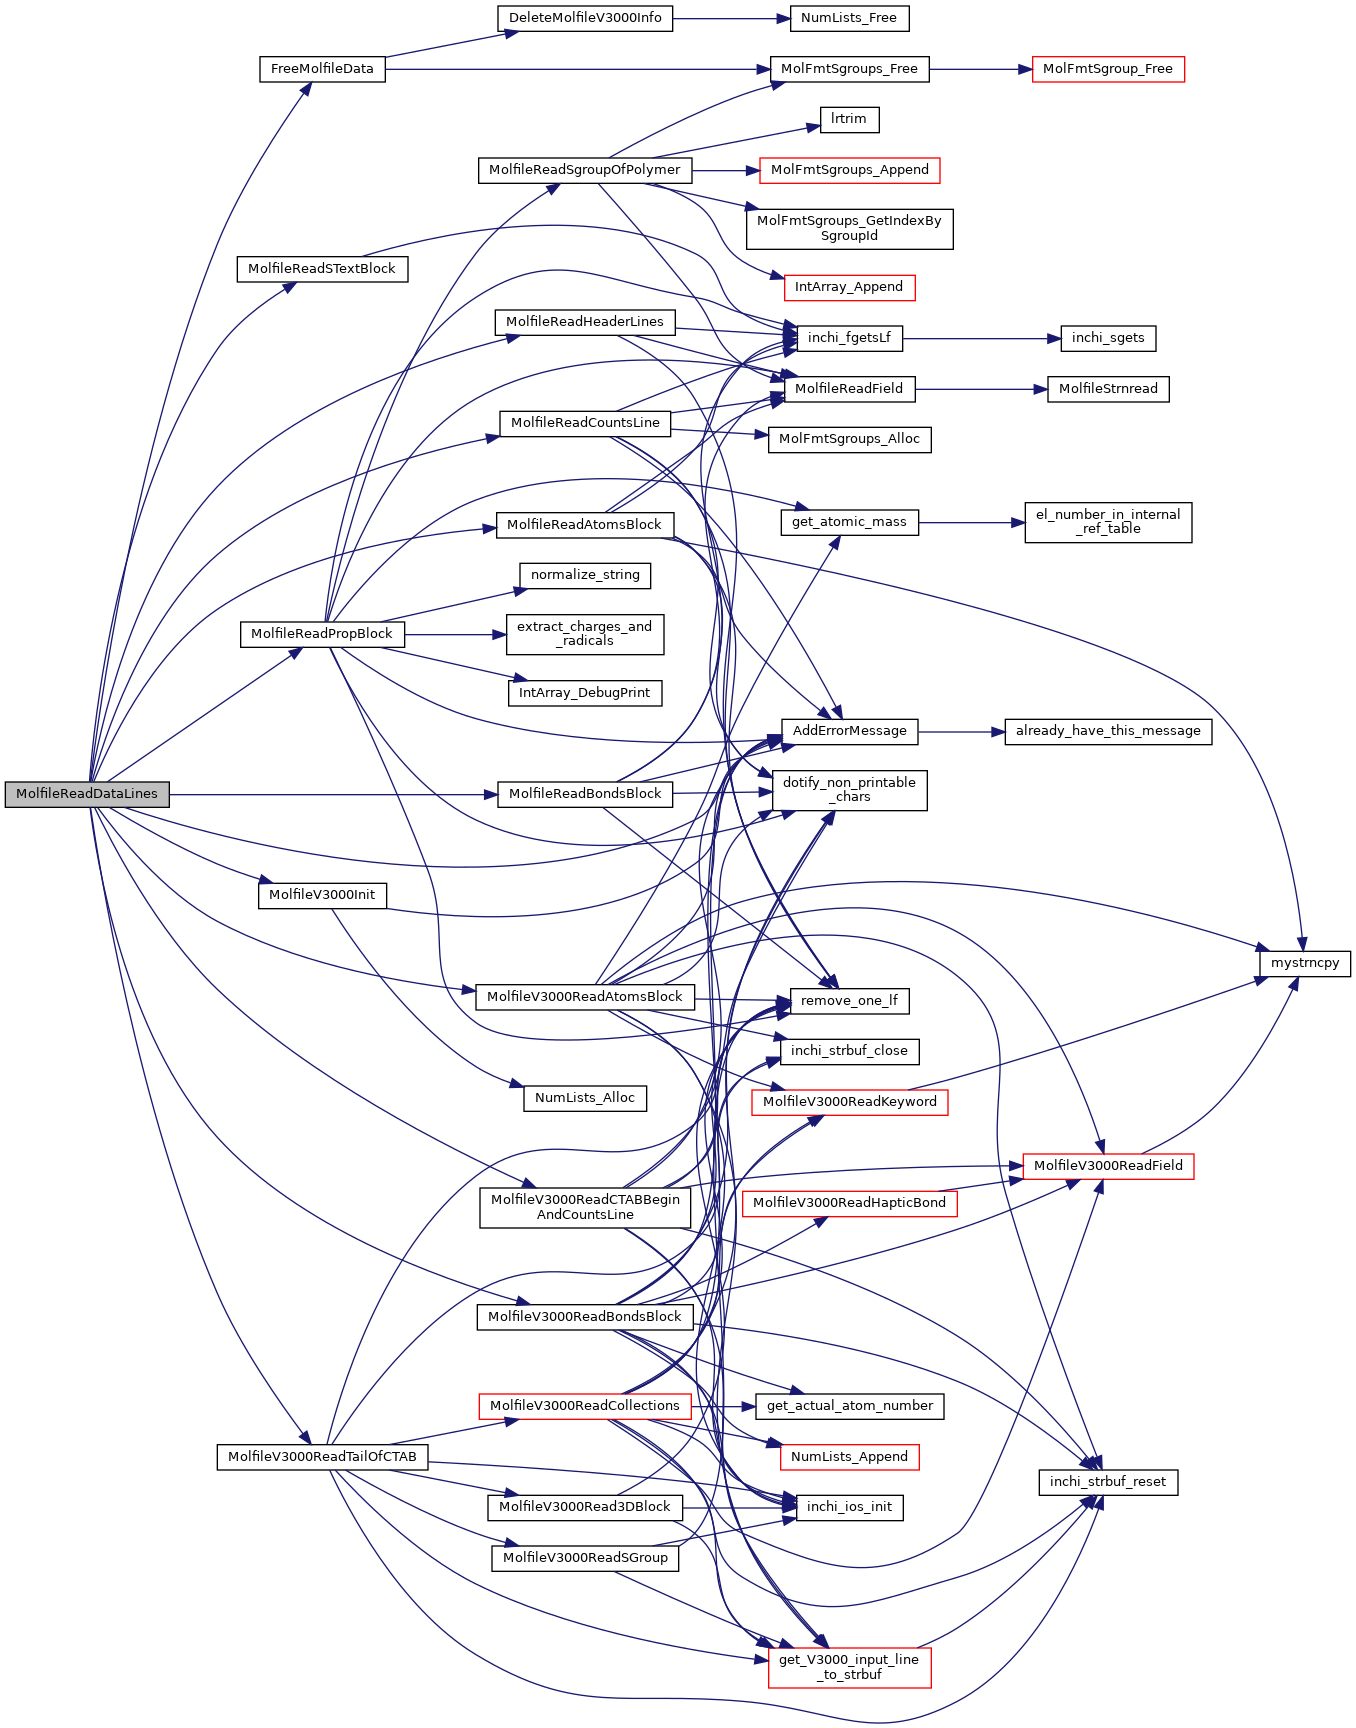 DeleteMolfileV3000Info
NumLists_Free
FreeMolfileData
MolFmtSgroups_Free
MolFmtSgroup_Free
lrtrim
MolfileReadSgroupOfPolymer
MolFmtSgroups_Append
MolFmtSgroups_GetIndexBy
SgroupId
MolfileReadSTextBlock
IntArray_Append
MolfileReadHeaderLines
inchi_fgetsLf
inchi_sgets
MolfileReadField
MolfileStrnread
MolfileReadCountsLine
MolFmtSgroups_Alloc
MolfileReadAtomsBlock
get_atomic_mass
el_number_in_internal
_ref_table
normalize_string
MolfileReadPropBlock
extract_charges_and
_radicals
IntArray_DebugPrint
AddErrorMessage
already_have_this_message
MolfileReadDataLines
MolfileReadBondsBlock
dotify_non_printable
_chars
MolfileV3000Init
mystrncpy
MolfileV3000ReadAtomsBlock
remove_one_lf
inchi_strbuf_close
NumLists_Alloc
MolfileV3000ReadKeyword
MolfileV3000ReadField
MolfileV3000ReadCTABBegin
AndCountsLine
MolfileV3000ReadHapticBond
MolfileV3000ReadBondsBlock
MolfileV3000ReadCollections
get_actual_atom_number
MolfileV3000ReadTailOfCTAB
NumLists_Append
inchi_strbuf_reset
MolfileV3000Read3DBlock
inchi_ios_init
MolfileV3000ReadSGroup
get_V3000_input_line
_to_strbuf